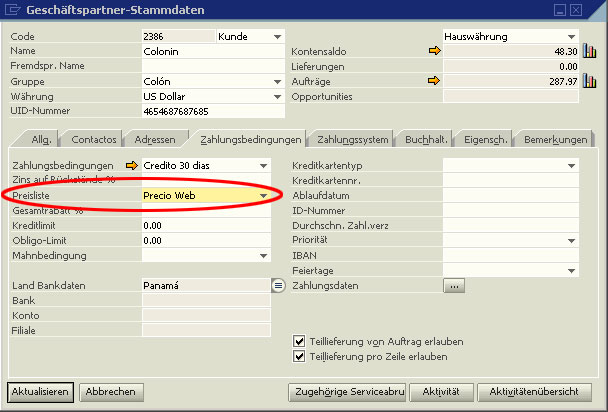 Geschäftspartner-Stammdaten
Code 2386 Kunde Hauswährung
Name Colonin Kontensaldo 48.30
Fremdspr. Name Lieferungen 0.00
Gruppe Colón Aufträge 287.97
Währung US Dollar Opportunities
UID-Nummer 4654687687685
Allg. Contactos Adressen Zahlungsbedingungen Zahlungssystem Buchhalt. Eigensch. Bemerkungen
Zahlungsbedingungen Credito 30 dias Kreditkartentyp
Zins auf Rückstände % Kreditkartennr.
Preisliste Precio Web Ablaufdatum
Gesamtrabatt % ID-Nummer
Kreditlimit 0.00 Durchschn. Zahl.verz
Obligo-Limit 0.00 Priorität
Mahnbedingung IBAN
Feiertage
Land Bankdaten Panamá Zahlungsdaten ...
Bank
Konto
Filiale
Teillieferung von Auftrag erlauben
Teillieferung pro Zeile erlauben
Aktualisieren Abbrechen Zugehörige Serviceabru Aktivität Aktivitätenübersicht